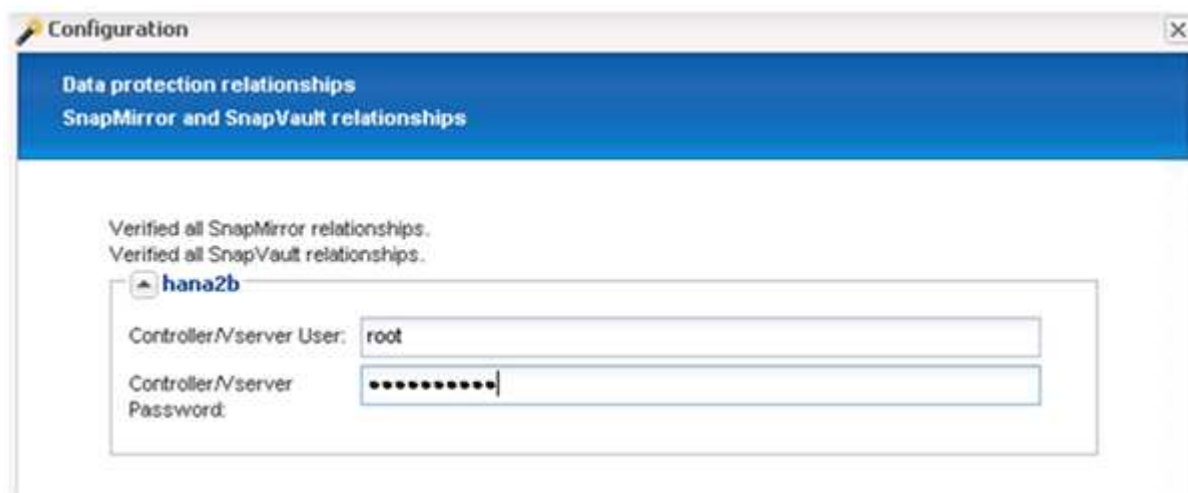 Configuration
Data protection relationships
SnapMirror and SnapVault relationships
Verified all SnapMirror relationships.
Verified all SnapVault relationships.
hana2b
Controller/Vserver User: root
Controller/Vserver
Password: ••••••••••